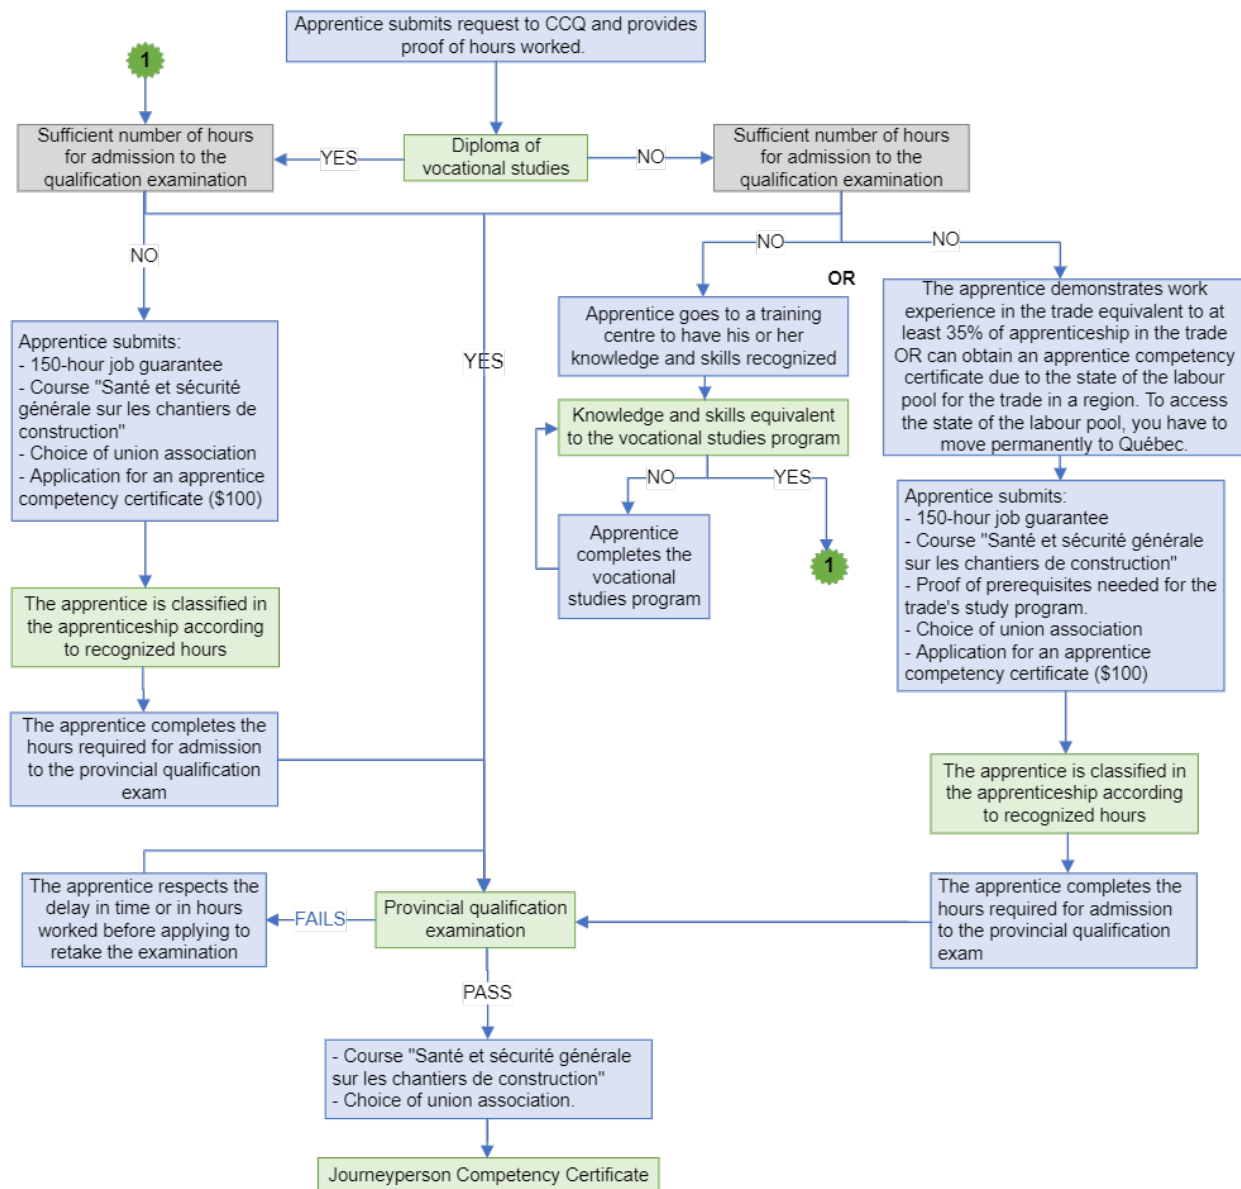 Apprentice submits request to CCQ and provides
proof of hours worked.
1
Sufficient number of hours
for admission to the
qualification examination
YES
Diploma of
vocational studies
NO
Sufficient number of hours
for admission to the
qualification examination
NO
YES
NO
NO
OR
Apprentice submits:
- 150-hour job guarantee
- Course "Santé et sécurité
générale sur les chantiers de
construction"
- Choice of union association
- Application for an apprentice
competency certificate ($100)
Apprentice goes to a training
centre to have his or her
knowledge and skills recognized
The apprentice demonstrates work
experience in the trade equivalent to at
least 35% of apprenticeship in the trade
OR can obtain an apprentice competency
certificate due to the state of the labour
pool for the trade in a region. To access
the state of the labour pool, you have to
move permanently to Québec.
Knowledge and skills equivalent
to the vocational studies program
NO
YES
Apprentice
completes the
vocational
studies program
1
Apprentice submits:
- 150-hour job guarantee
- Course "Santé et sécurité générale
sur les chantiers de construction"
- Proof of prerequisites needed for the
trade's study program.
- Choice of union association
- Application for an apprentice
competency certificate ($100)
The apprentice is classified in
the apprenticeship according
to recognized hours
The apprentice completes the
hours required for admission
to the provincial qualification
exam
The apprentice is classified in
the apprenticeship according
to recognized hours
The apprentice respects the
delay in time or in hours
worked before applying to
retake the examination
FAILS
Provincial qualification
examination
The apprentice completes the
hours required for admission
to the provincial qualification
exam
PASS
- Course "Santé et sécurité générale
sur les chantiers de construction"
- Choice of union association.
Journeyperson Competency Certificate